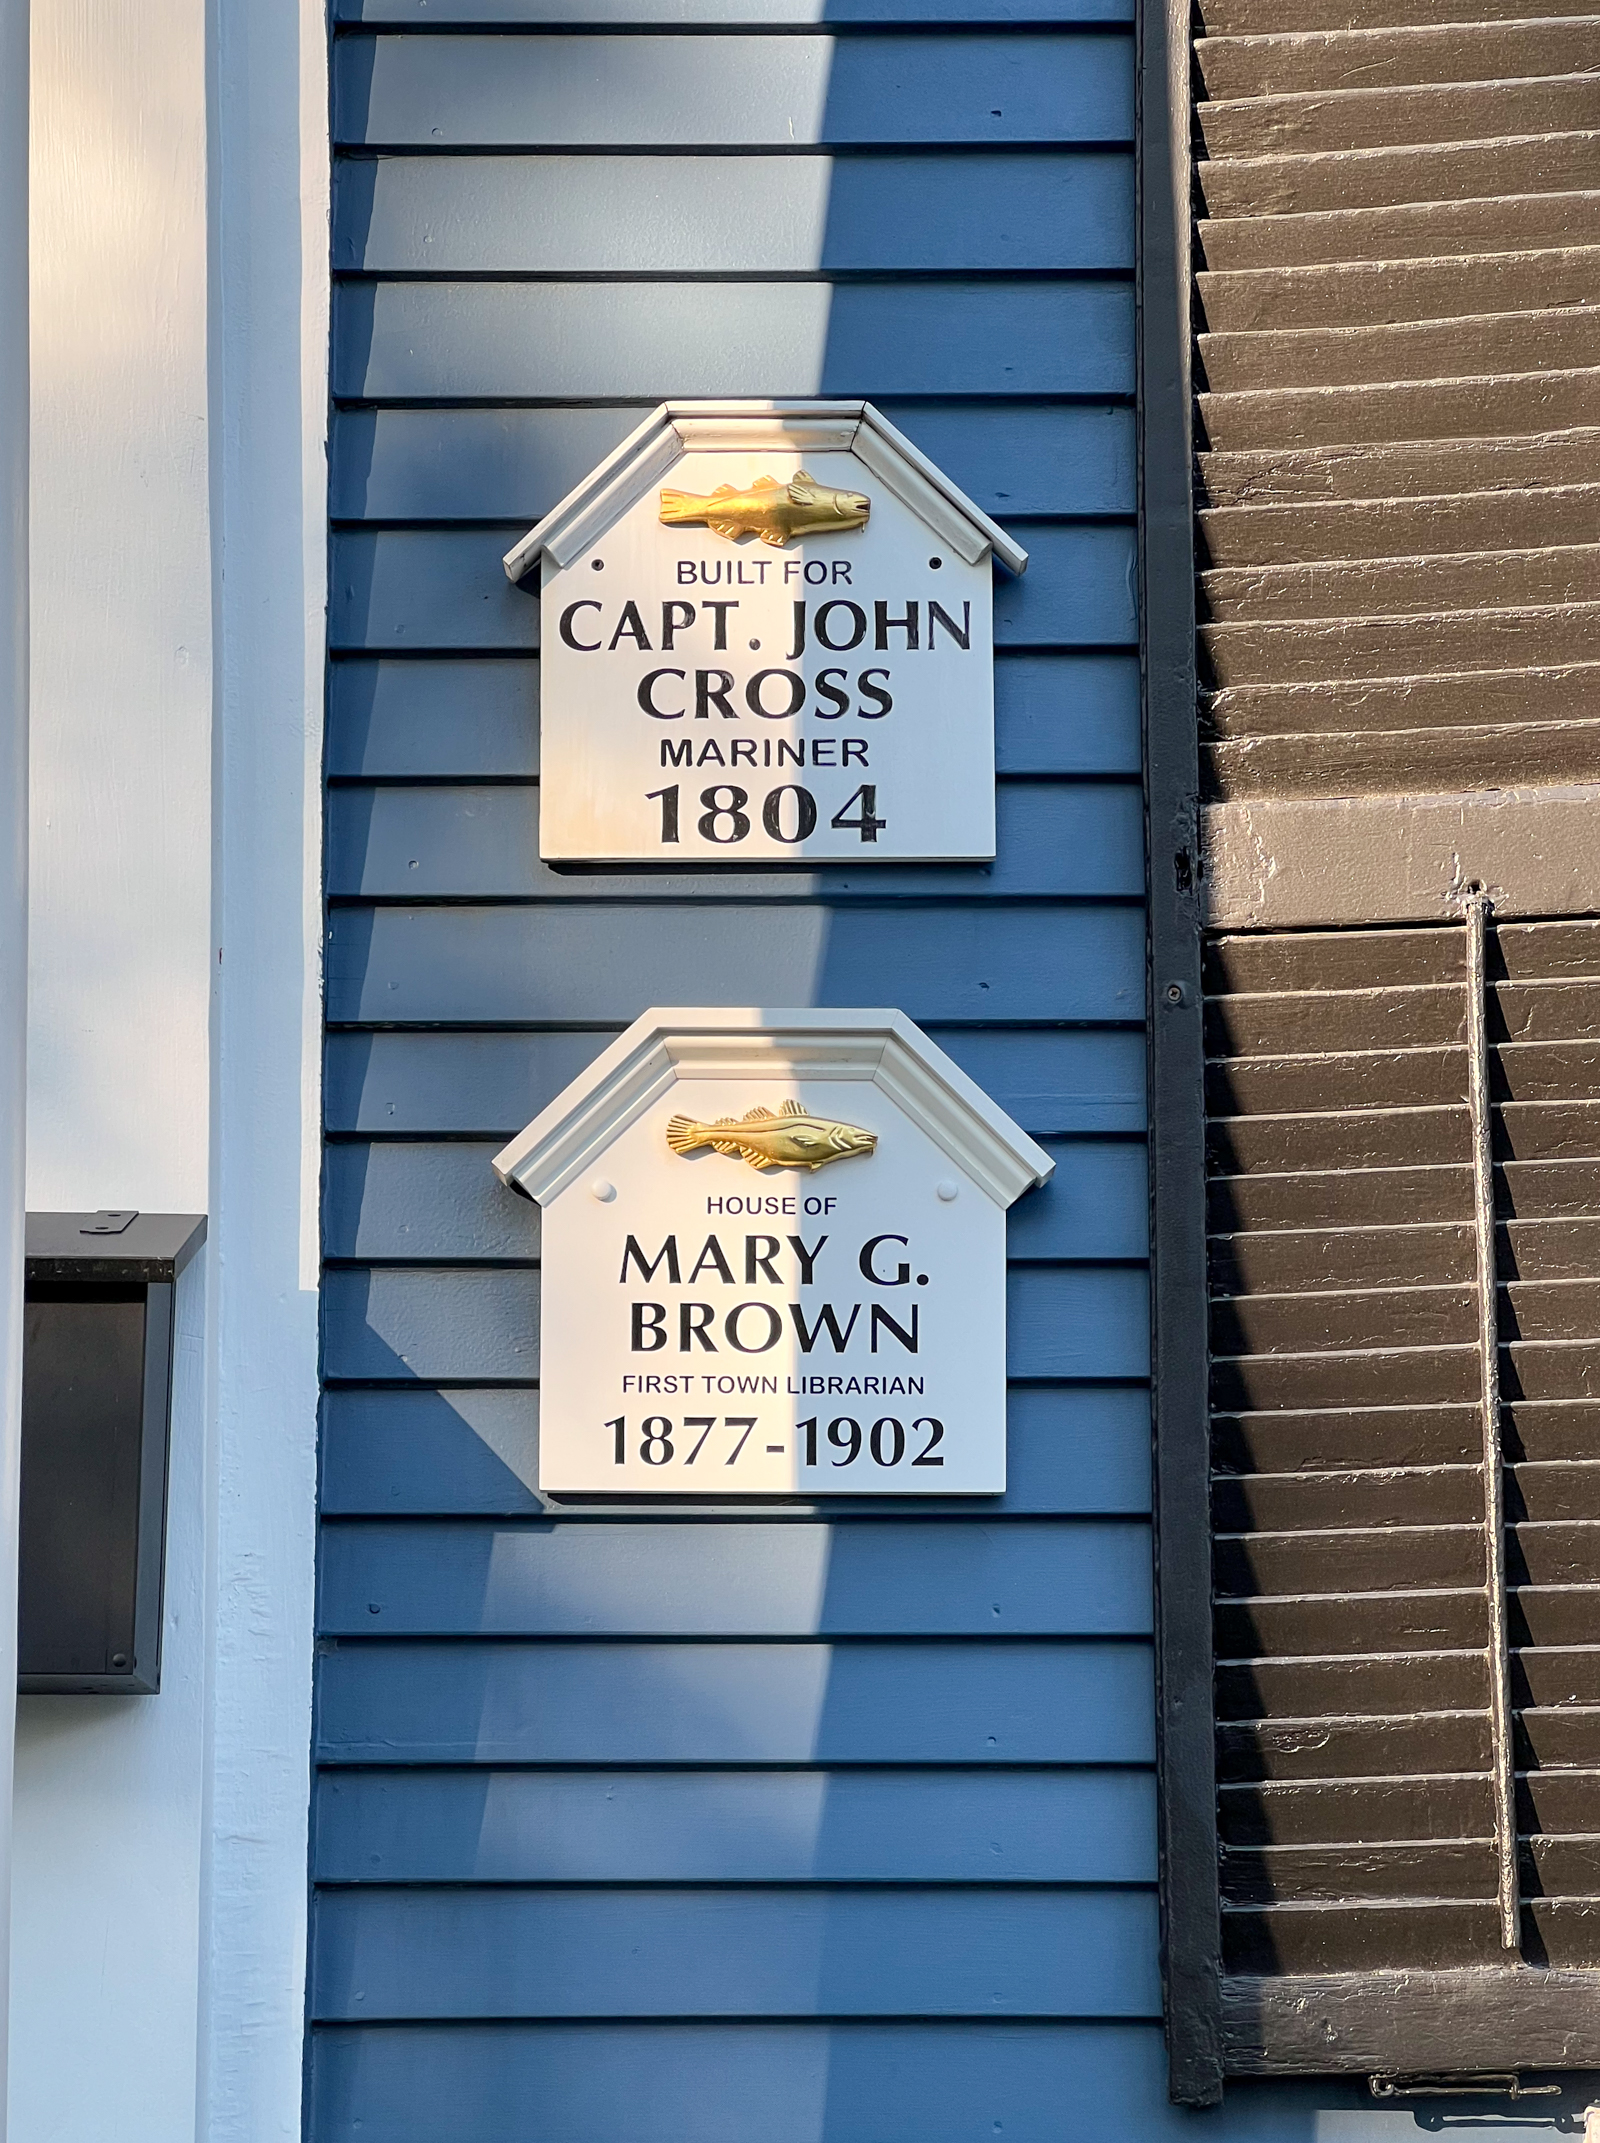 BUILT FOR
CAPT. JOHN
CROSS
MARINER
1804
HOUSE OF
MARY G.
BROWN
FIRST TOWN LIBRARIAN
1877-1902